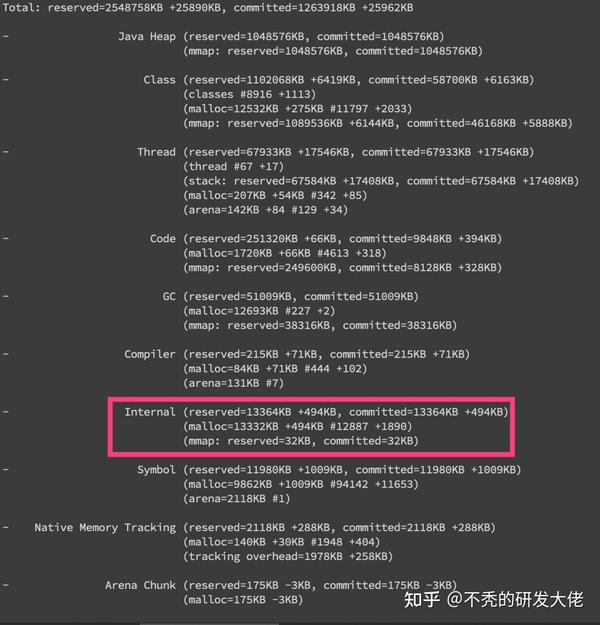 Total: reserved=2548758KB +25890KB, committed=1263918KB +25962KB
- Java Heap (reserved=1048576KB, committed=1048576KB)
(mmap: reserved=1048576KB, committed=1048576KB)
- Class (reserved=1102068KB +6419KB, committed=58700KB +6163KB)
(classes #8916 +1113)
(malloc=12532KB +275KB #11797 +2033)
(mmap: reserved=1089536KB +6144KB, committed=46168KB +5888KB)
- Thread (reserved=67933KB +17546KB, committed=67933KB +17546KB)
(thread #67 +17)
(stack: reserved=67584KB +17408KB, committed=67584KB +17408KB)
(malloc=207KB +54KB #342 +85)
(arena=142KB +84 #129 +34)
- Code (reserved=251320KB +66KB, committed=9848KB +394KB)
(malloc=1720KB +66KB #4613 +318)
(mmap: reserved=249600KB, committed=8128KB +328KB)
- GC (reserved=51009KB, committed=51009KB)
(malloc=12693KB #227 +2)
(mmap: reserved=38316KB, committed=38316KB)
- Compiler (reserved=215KB +71KB, committed=215KB +71KB)
(malloc=84KB +71KB #444 +102)
(arena=131KB #7)
- Internal (reserved=13364KB +494KB, committed=13364KB +494KB)
(malloc=13332KB +494KB #12887 +1890)
(mmap: reserved=32KB, committed=32KB)
- Symbol (reserved=11980KB +1009KB, committed=11980KB +1009KB)
(malloc=9862KB +1009KB #94142 +11653)
(arena=2118KB #1)
- Native Memory Tracking (reserved=2118KB +288KB, committed=2118KB +288KB)
(malloc=140KB +30KB #1948 +404)
(tracking overhead=1978KB +258KB)
- Arena Chunk (reserved=175KB -3KB, committed=175KB -3KB)
(malloc=175KB -3KB)
知乎 @不秃的研发大佬